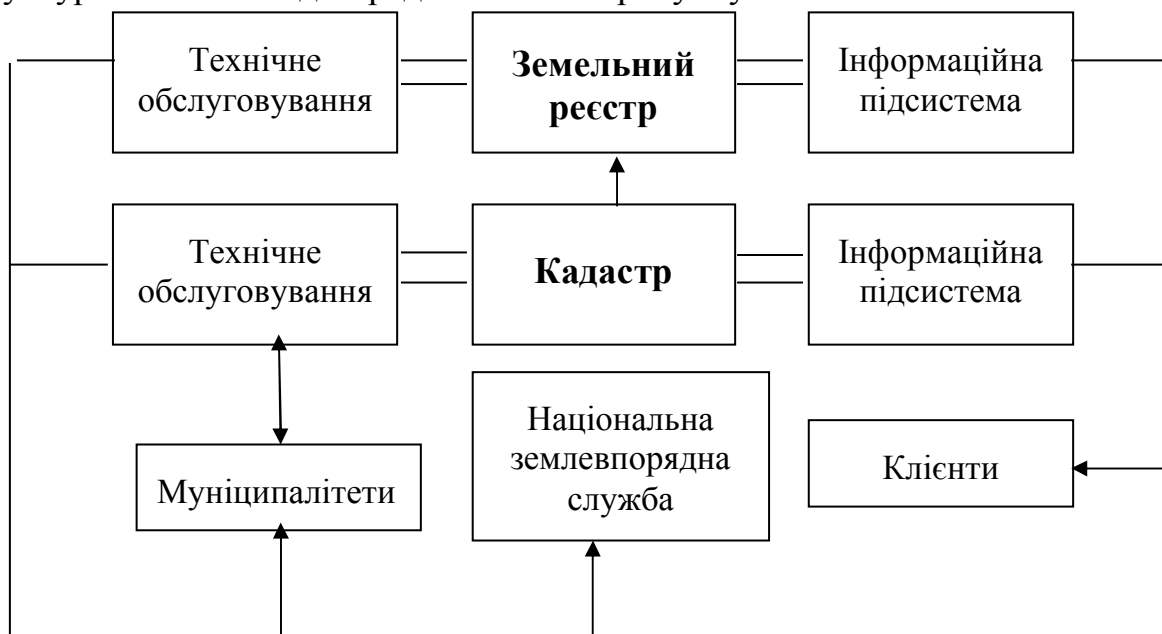 Технічне
обслуговування
Земельний
реєстр
Інформаційна
підсистема
Технічне
обслуговування
Кадастр
Інформаційна
підсистема
Національна
землевпорядна
служба
Муніципалітети
Клієнти